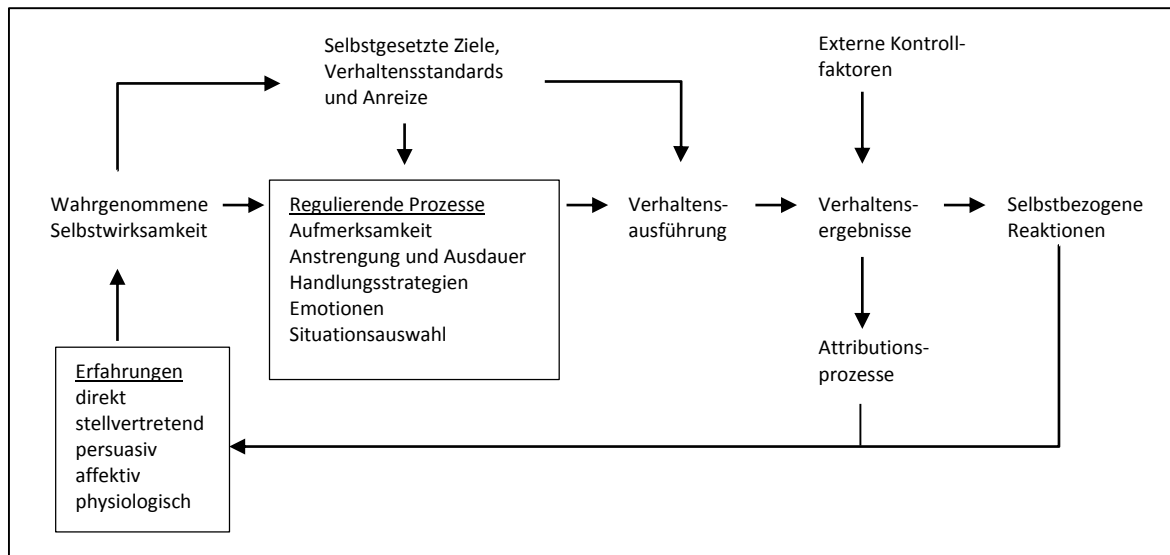 Selbstgesetzte Ziele,
Verhaltensstandards
und Anreize
Externe Kontroll-
faktoren
Wahrgenommene
Selbstwirksamkeit
Regulierende Prozesse
Aufmerksamkeit
Anstrengung und Ausdauer
Handlungsstrategien
Emotionen
Situationsauswahl
Verhaltens-
ausführung
Verhaltens-
ergebnisse
Selbstbezogene
Reaktionen
Attributions-
prozesse
Erfahrungen
direkt
stellvertretend
persuasiv
affektiv
physiologisch